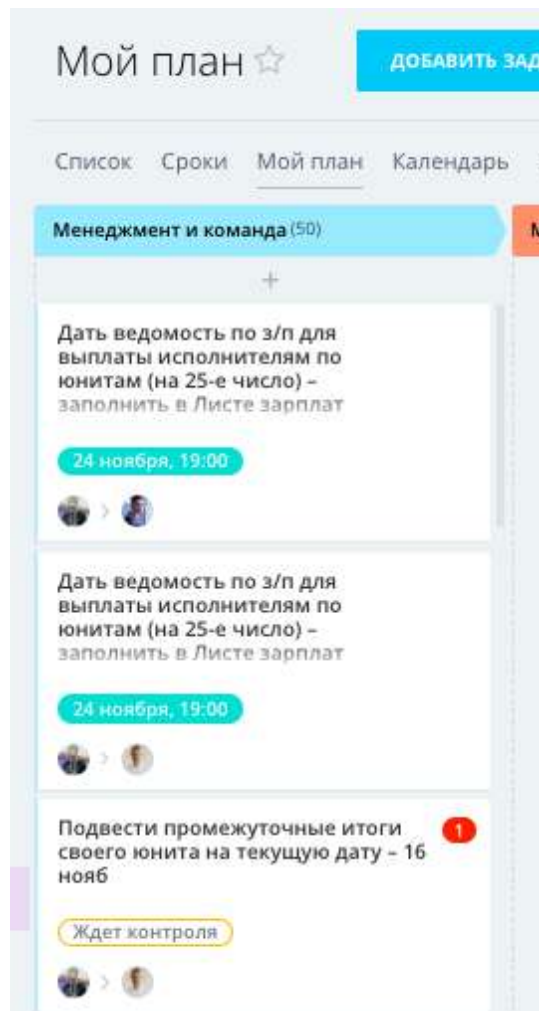 Мой план
ДОБАВИТЬ
Список Сроки Мой план Календарь
Менеджмент и команда (50)
+
Дать ведомость по з/п для
выплаты исполнителям по
юнитам (на 25-е число) –
заполнить в Листе зарплат
24 ноября, 19:00
Дать ведомость по з/п для
выплаты исполнителям по
юнитам (на 25-е число) –
заполнить в Листе зарплат
24 ноября, 19:00
Подвести промежуточные итоги 1
своего юнита на текущую дату – 16
нояб
Ждет контроля